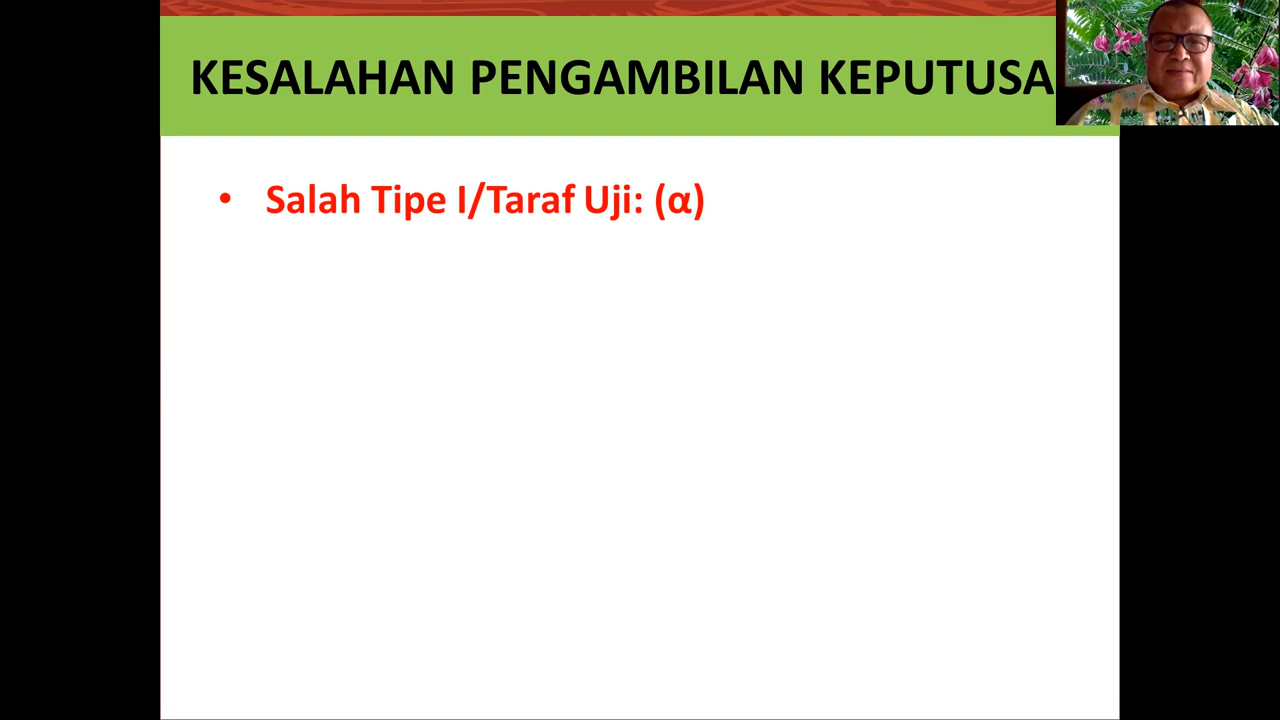 KESALAHAN PENGAMBILAN KEPUTUSA
• Salah Tipe I/Taraf Uji: (α)